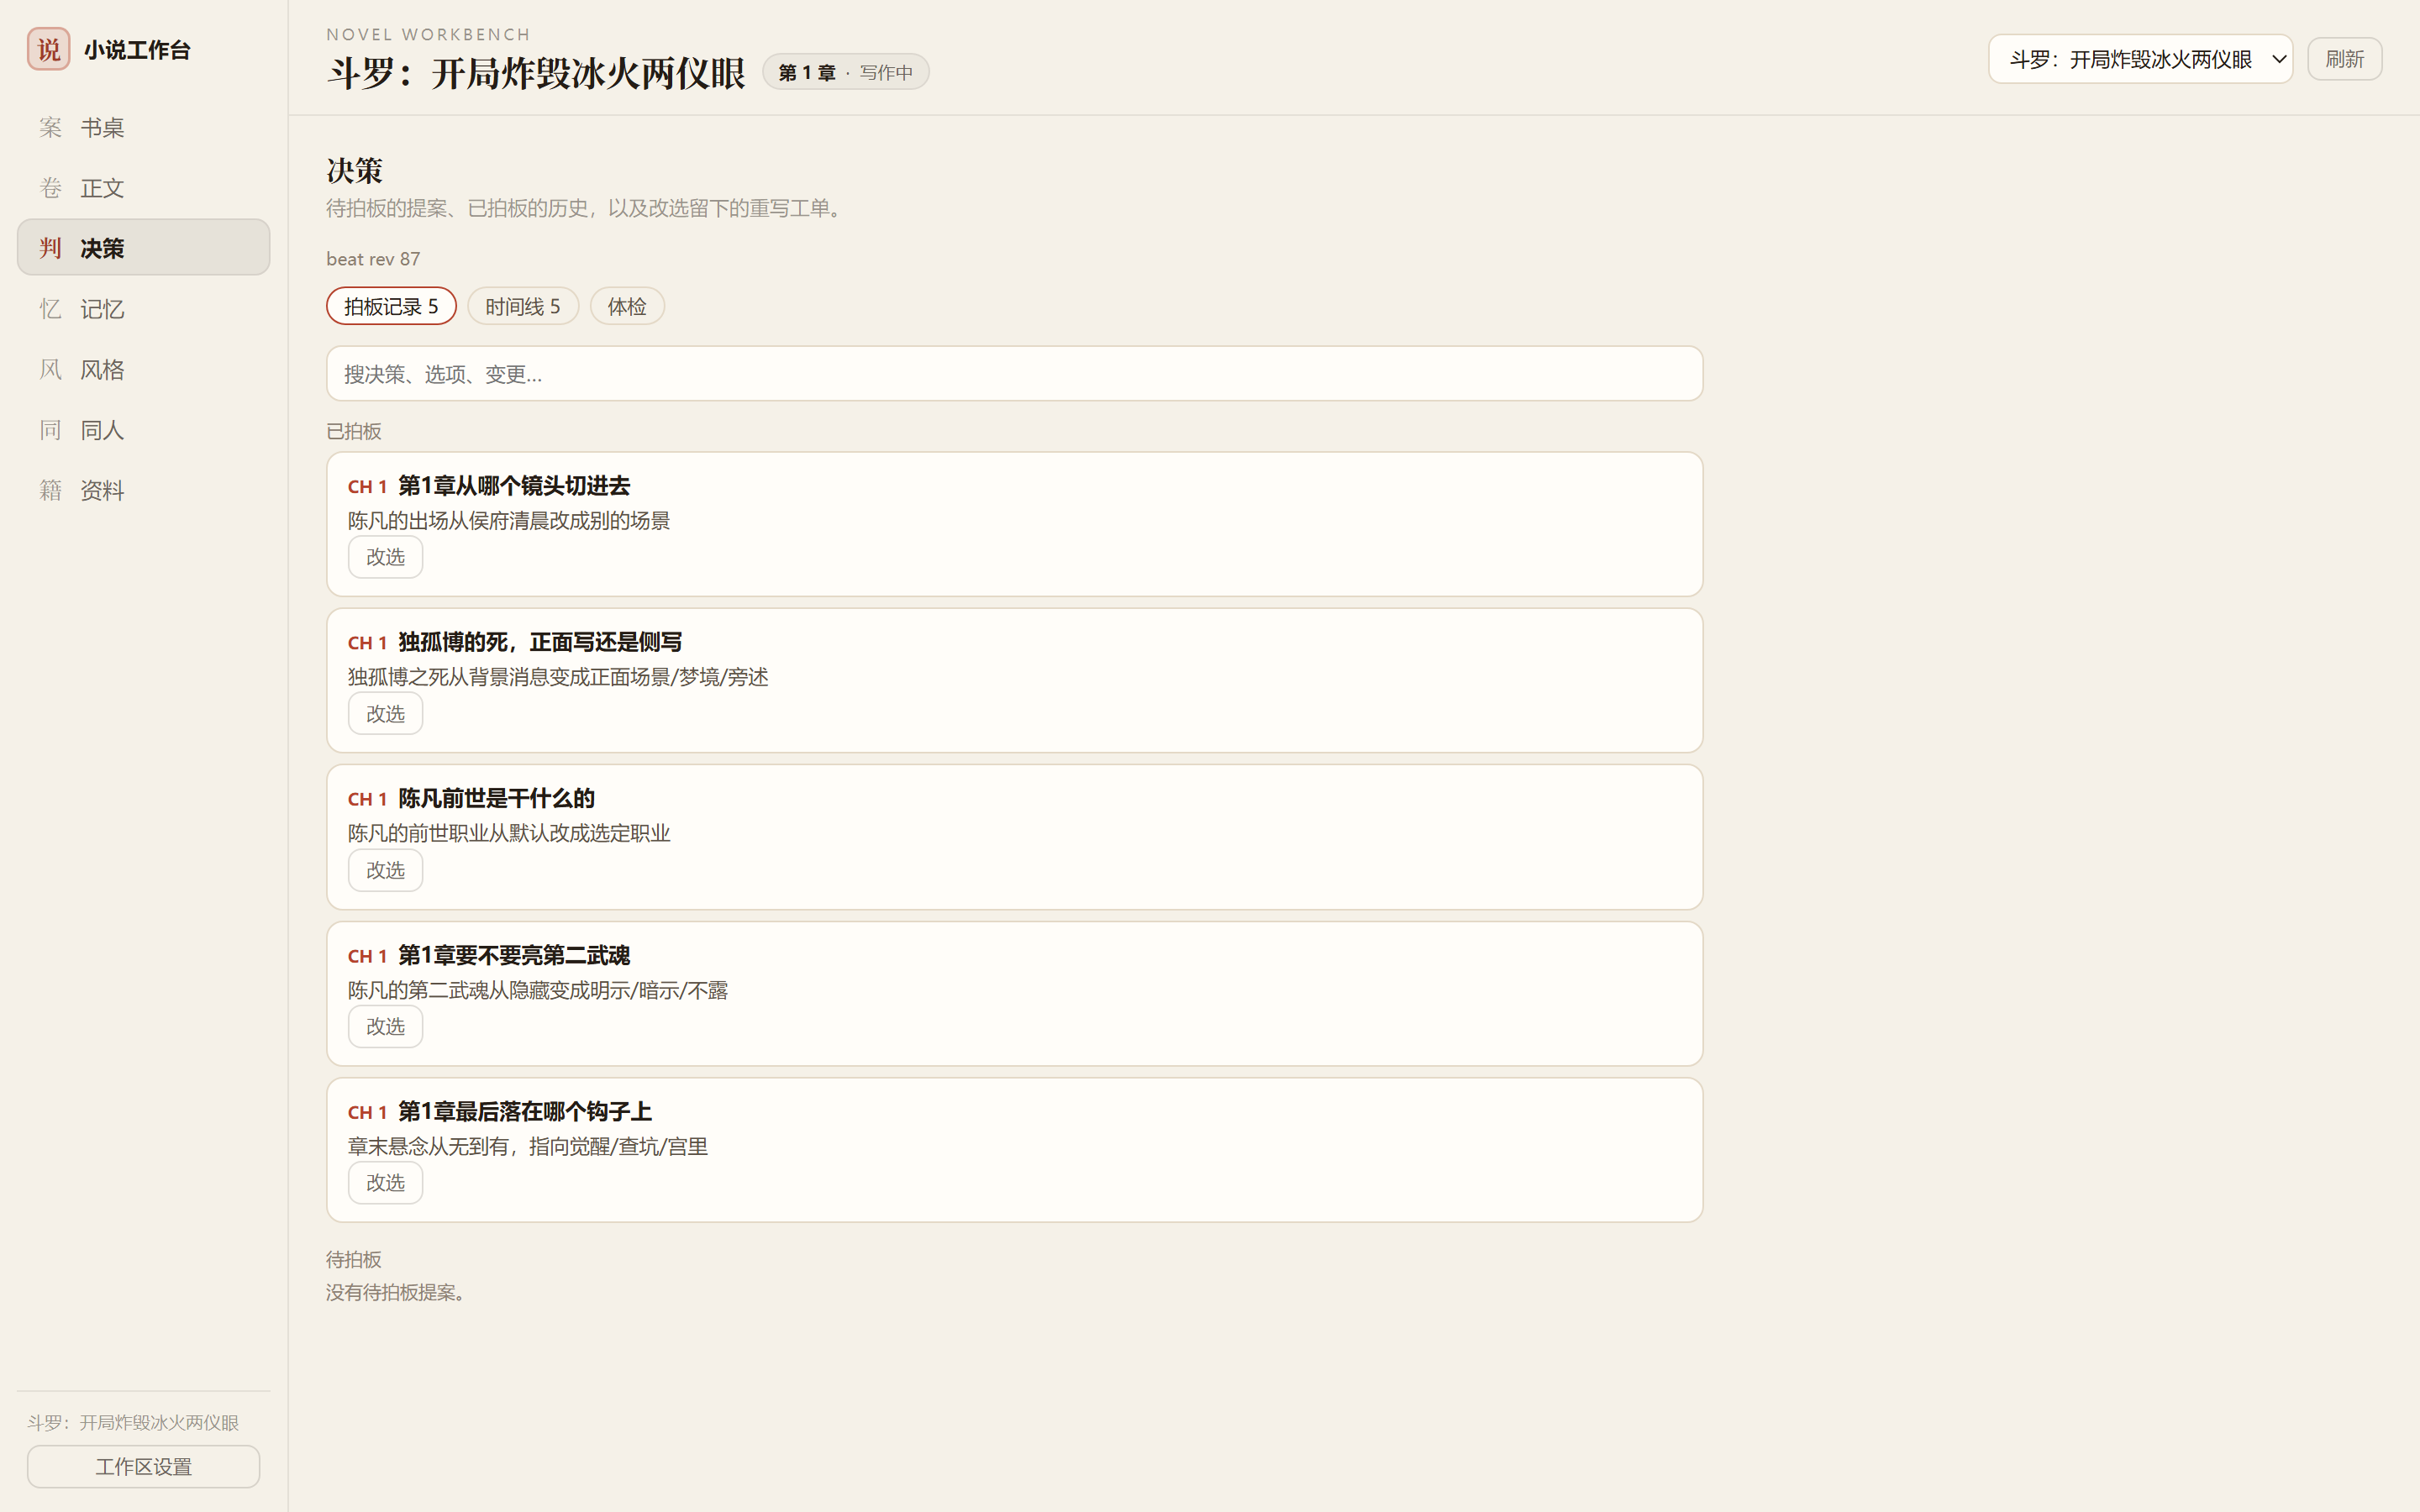 说 小说工作台
案 书桌
卷 正文
判 决策
忆 记忆
风 风格
同 同人
籍 资料
斗罗：开局炸毁冰火两仪眼
工作区设置
NOVEL WORKBENCH
斗罗：开局炸毁冰火两仪眼 第 1 章 · 写作中
斗罗：开局炸毁冰火两仪眼 刷新
决策
待拍板的提案、已拍板的历史，以及改选留下的重写工单。
beat rev 87
拍板记录 5 时间线 5 体检
搜决策、选项、变更...
已拍板
CH 1 第1章从哪个镜头切进去
陈凡的出场从侯府清晨改成别的场景
改选
CH 1 独孤博的死，正面写还是侧写
独孤博之死从背景消息变成正面场景/梦境/旁述
改选
CH 1 陈凡前世是干什么的
陈凡的前世职业从默认改成选定职业
改选
CH 1 第1章要不要亮第二武魂
陈凡的第二武魂从隐藏变成明示/暗示/不露
改选
CH 1 第1章最后落在哪个钩子上
章末悬念从无到有，指向觉醒/查坑/宫里
改选
待拍板
没有待拍板提案。